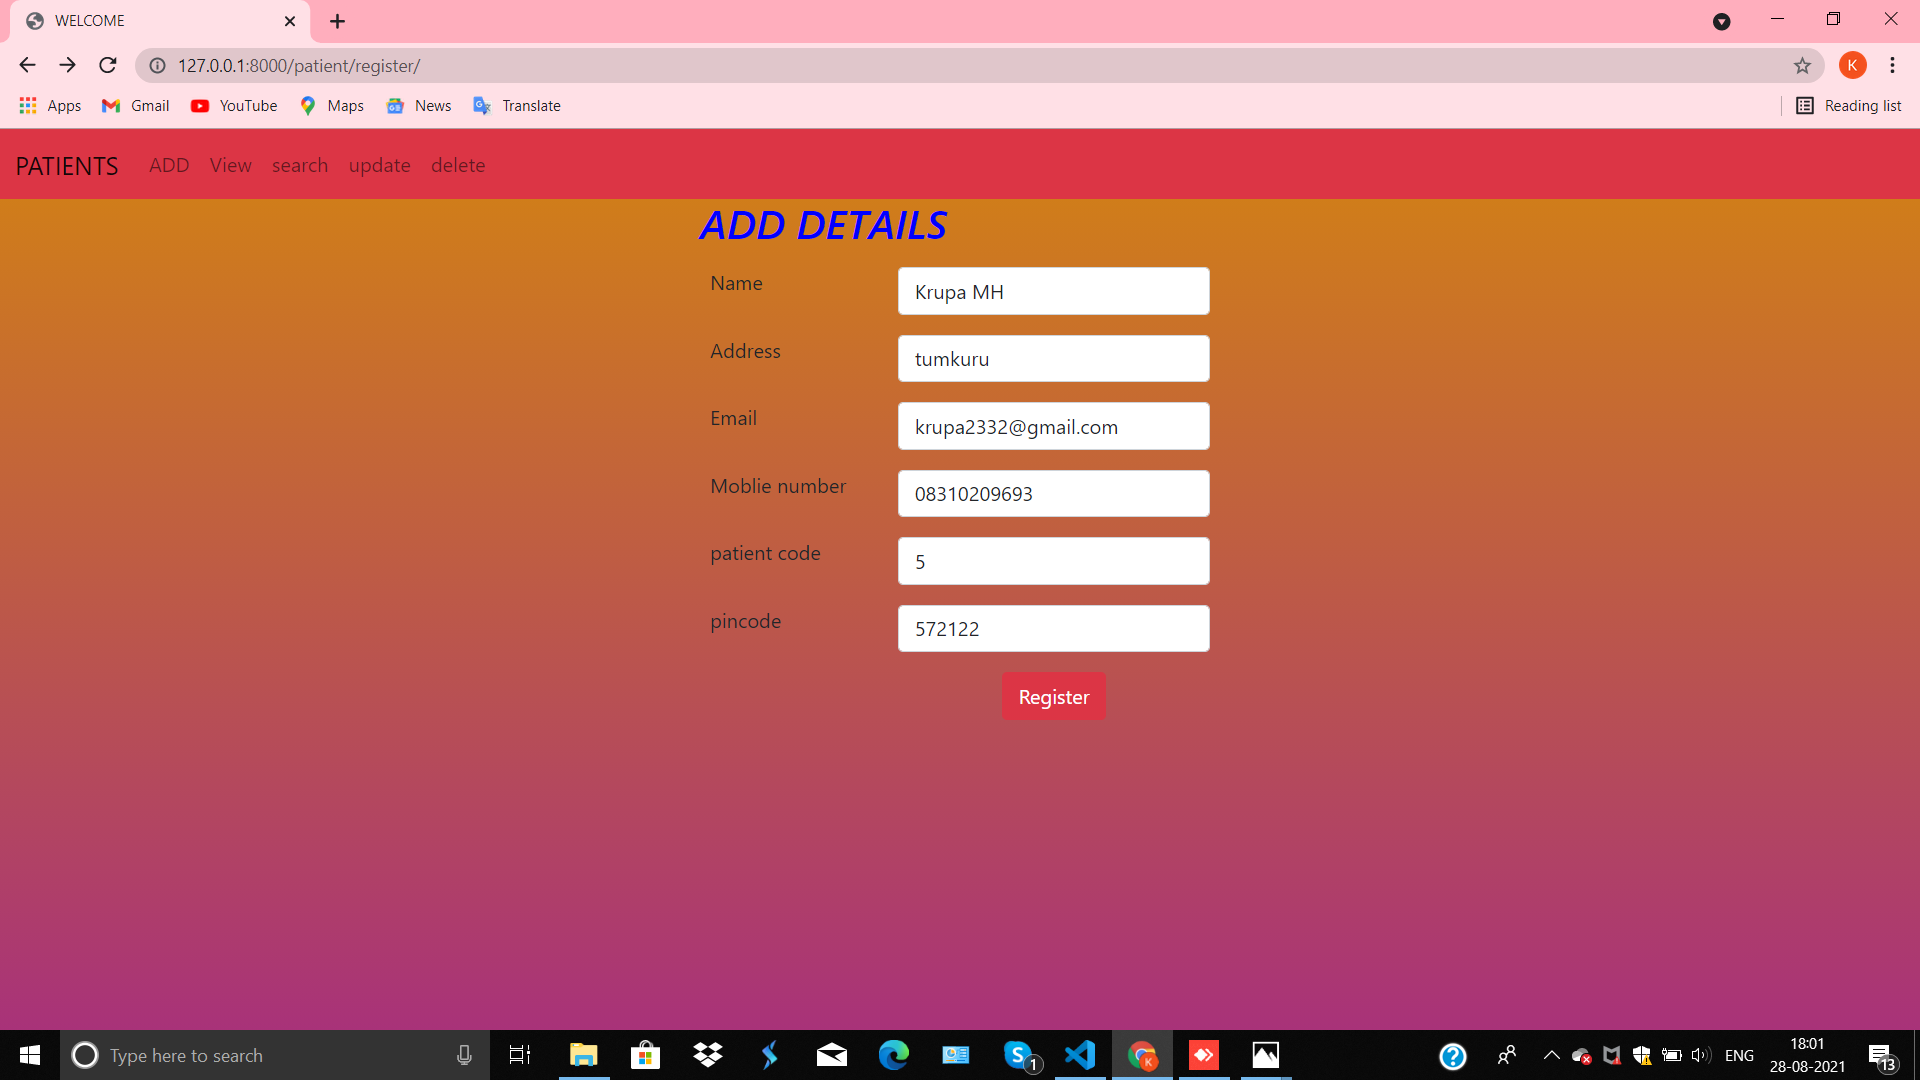 WELCOME
127.0.0.1:8000/patient/register/
K
Apps Gmail YouTube Maps News Translate Reading list
PATIENTS ADD View search update delete
ADD DETAILS
Name Krupa MH
Address tumkuru
Email krupa2332@gmail.com
Moblie number 08310209693
patient code 5
pincode 572122
Register
Type here to search
S 1
K
ENG
18:01
28-08-2021
13